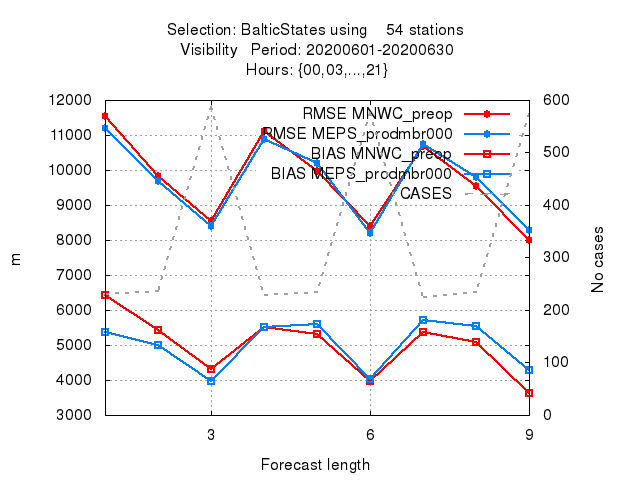 Selection: BalticStates using 54 stations
Visibility Period: 20200601-20200630
Hours: {00,03,...,21}
12000
11000
10000
9000
8000
7000
6000
5000
4000
3000
m
RMSE MNWC_preop
RMSE MEPS_prodmbr000
BIAS MNWC_preop
BIAS MEPS_prodmbr000
CASES
600
500
400
300
200
100
0
No cases
3 6 9
Forecast length